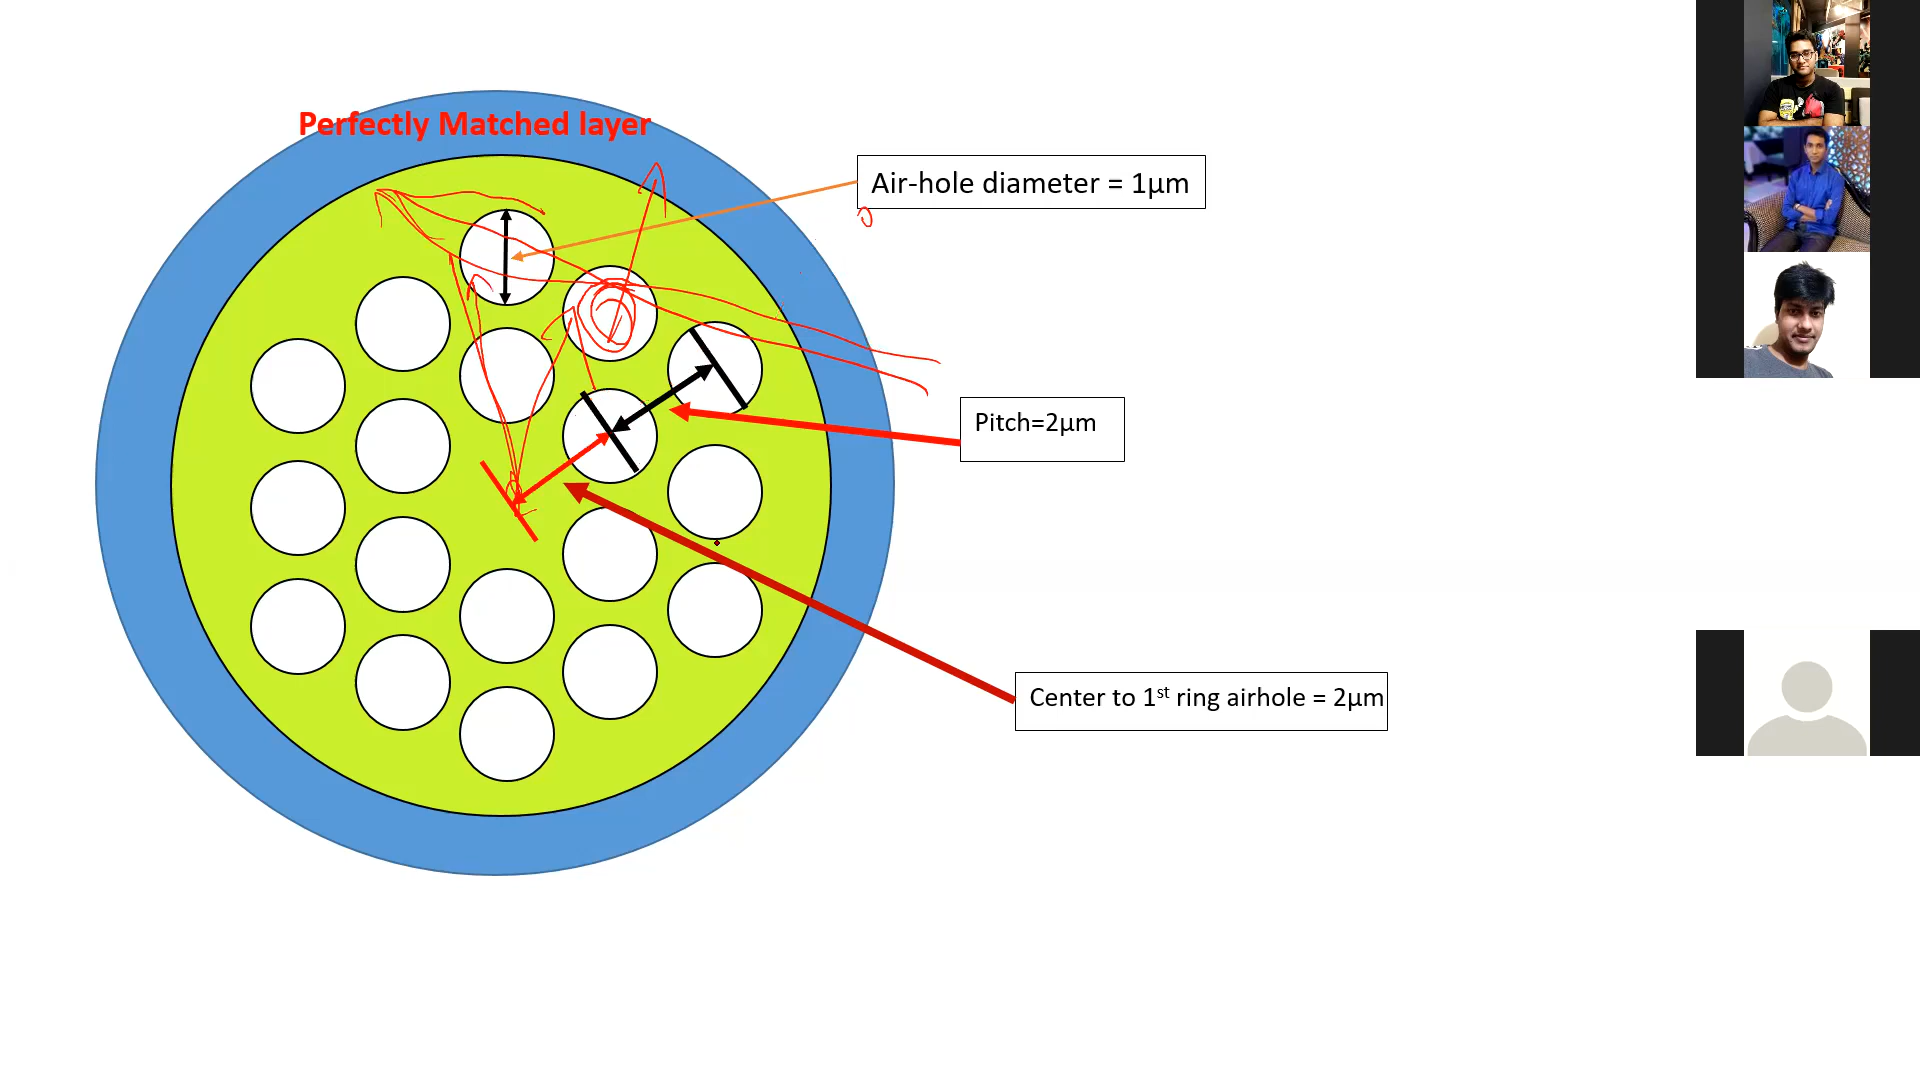 Perfectly Matched layer
Air-hole diameter = 1µm
Pitch=2µm
Center to 1st ring airhole = 2µm